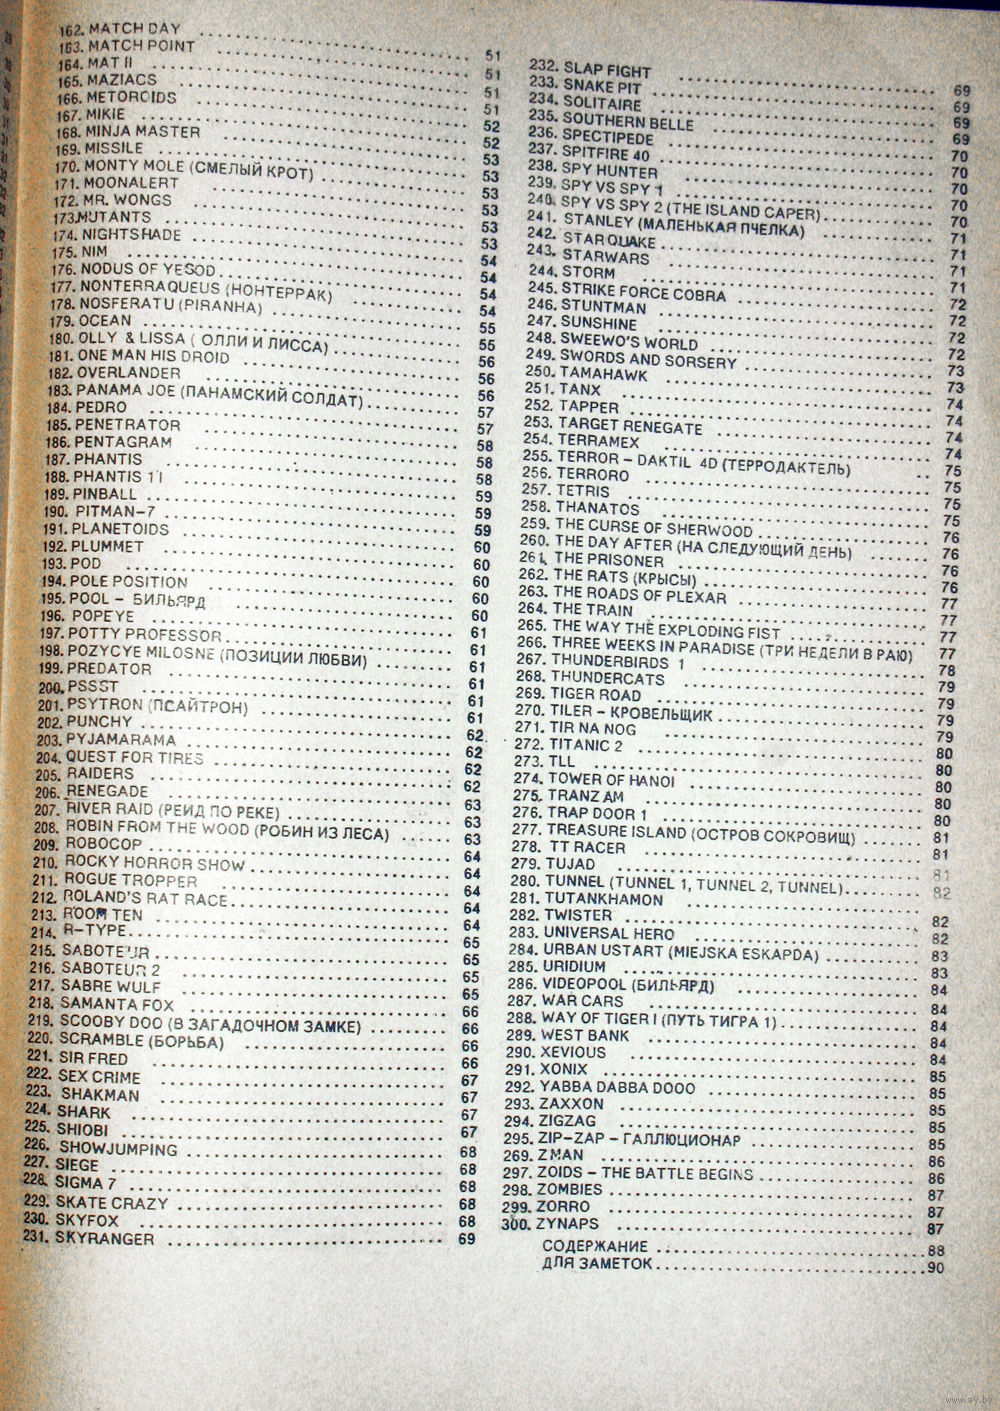 162. MATCH DAY .......... 51
163. MATCH POINT .......... 51
164. MAT II .......... 51
165. MAZIACS .......... 51
166. METOROIDS .......... 52
167. MIKIE .......... 52
168. MINJA MASTER .......... 53
169. MISSILE .......... 53
170. MONTY MOLE (СМЕЛЫЙ КРОТ) .......... 53
171. MOONALERT .......... 53
172. MR. WONGS .......... 53
173. MUTANTS .......... 53
174. NIGHTSHADE .......... 54
175. NIM .......... 54
176. NODUS OF YESOD .......... 54
177. NONTERRAQUEUS (НОНТЕРРАК) .......... 54
178. NOSFERATU (PIRANHA) .......... 55
179. OCEAN .......... 55
180. OLLY & LISSA ( ОЛЛИ И ЛИССА) .......... 56
181. ONE MAN HIS DROID .......... 56
182. OVERLANDER .......... 56
183. PANAMA JOE (ПАНАМСКИЙ СОЛДАТ) .......... 57
184. PEDRO .......... 57
185. PENETRATOR .......... 58
186. PENTAGRAM .......... 58
187. PHANTIS .......... 58
188. PHANTIS 11 .......... 59
189. PINBALL .......... 59
190. PITMAN-7 .......... 59
191. PLANETOIDS .......... 60
192. PLUMMET .......... 60
193. POD .......... 60
194. POLE POSITION .......... 60
195. POOL – БИЛЬЯРД .......... 60
196. POPEYE .......... 61
197. POTTY PROFESSOR .......... 61
198. POZYCYE MILOSNE (ПОЗИЦИИ ЛЮБВИ) .......... 61
199. PREDATOR .......... 61
200. PSSST .......... 61
201. PSYTRON (ПСАЙТРОН) .......... 61
202. PUNCHY .......... 62
203. PYJAMARAMA .......... 62
204. QUEST FOR TIRES .......... 62
205. RAIDERS .......... 62
206. RENEGADE .......... 63
207. RIVER RAID (РЕЙД ПО РЕКЕ) .......... 63
208. ROBIN FROM THE WOOD (РОБИН ИЗ ЛЕСА) .......... 63
209. ROBOCOP .......... 64
210. ROCKY HORROR SHOW .......... 64
211. ROGUE TROPPER .......... 64
212. ROLAND'S RAT RACE .......... 64
213. ROOM TEN .......... 64
214. R-TYPE .......... 65
215. SABOTEUR .......... 65
216. SABOTEUR 2 .......... 65
217. SABRE WULF .......... 65
218. SAMANTA FOX .......... 66
219. SCOOBY DOO (В ЗАГАДОЧНОМ ЗАМКЕ) .......... 66
220. SCRAMBLE (БОРЬБА) .......... 66
221. SIR FRED .......... 66
222. SEX CRIME .......... 67
223. SHAKMAN .......... 67
224. SHARK .......... 67
225. SHIOBI .......... 67
226. SHOWJUMPING .......... 68
227. SIEGE .......... 68
228. SIGMA 7 .......... 68
229. SKATE CRAZY .......... 68
230. SKYFOX .......... 68
231. SKYRANGER .......... 69
232. SLAP FIGHT .......... 69
233. SNAKE PIT .......... 69
234. SOLITAIRE .......... 69
235. SOUTHERN BELLE .......... 69
236. SPECTIPEDE .......... 70
237. SPITFIRE 40 .......... 70
238. SPY HUNTER .......... 70
239. SPY VS SPY 1 .......... 70
240. SPY VS SPY 2 (THE ISLAND CAPER) .......... 70
241. STANLEY (МАЛЕНЬКАЯ ПЧЕЛКА) .......... 71
242. STARQUAKE .......... 71
243. STARWARS .......... 71
244. STORM .......... 71
245. STRIKE FORCE COBRA .......... 72
246. STUNTMAN .......... 72
247. SUNSHINE .......... 72
248. SWEEWO'S WORLD .......... 72
249. SWORDS AND SORSERY .......... 73
250. TAMAHAWK .......... 73
251. TANX .......... 74
252. TAPPER .......... 74
253. TARGET RENEGATE .......... 74
254. TERRAMEX .......... 74
255. TERROR – DAKTIL 4D (ТЕРРОДАКТЕЛЬ) 75
256. TERRORO .......... 75
257. TETRIS .......... 75
258. THANATOS .......... 75
259. THE CURSE OF SHERWOOD .......... 76
260. THE DAY AFTER (НА СЛЕДУЮЩИЙ ДЕНЬ) .......... 76
261. THE PRISONER .......... 76
262. THE RATS (КРЫСЫ) .......... 76
263. THE ROADS OF PLEXAR .......... 77
264. THE TRAIN .......... 77
265. THE WAY THE EXPLODING FIST .......... 77
266. THREE WEEKS IN PARADISE (ТРИ НЕДЕЛИ В РАЮ) 77
267. THUNDERBIRDS 1 .......... 78
268. THUNDERCATS .......... 79
269. TIGER ROAD .......... 79
270. TILER – КРОВЕЛЬЩИК .......... 79
271. TIR NA NOG .......... 79
272. TITANIC 2 .......... 80
273. TLL .......... 80
274. TOWER OF HANOI .......... 80
275. TRANZ AM .......... 80
276. TRAP DOOR 1 .......... 80
277. TREASURE ISLAND (ОСТРОВ СОКРОВИЩ) .......... 81
278. TT RACER .......... 81
279. TUJAD .......... 81
280. TUNNEL (TUNNEL 1, TUNNEL 2, TUNNEL) .......... 82
281. TUTANKHAMON ..........
282. TWISTER .......... 82
283. UNIVERSAL HERO .......... 82
284. URBAN USTART (MIEJSKA ESKAPDA) .......... 83
285. URIDIUM .......... 83
286. VIDEOPOOL (БИЛЬЯРД) .......... 84
287. WAR CARS .......... 84
288. WAY OF TIGER I (ПУТЬ ТИГРА 1) .......... 84
289. WEST BANK .......... 84
290. XEVIOUS .......... 84
291. XONIX .......... 85
292. YABBA DABBA DOOO .......... 85
293. ZAXXON .......... 85
294. ZIGZAG .......... 85
295. ZIP-ZAP – ГАЛЛЮЦИОНАР 85
269. ZMAN .......... 86
297. ZOIDS – THE BATTLE BEGINS .......... 86
298. ZOMBIES .......... 87
299. ZORRO .......... 87
300. ZYNAPS .......... 87
СОДЕРЖАНИЕ .......... 88
ДЛЯ ЗАМЕТОК .......... 90
www.ay.by